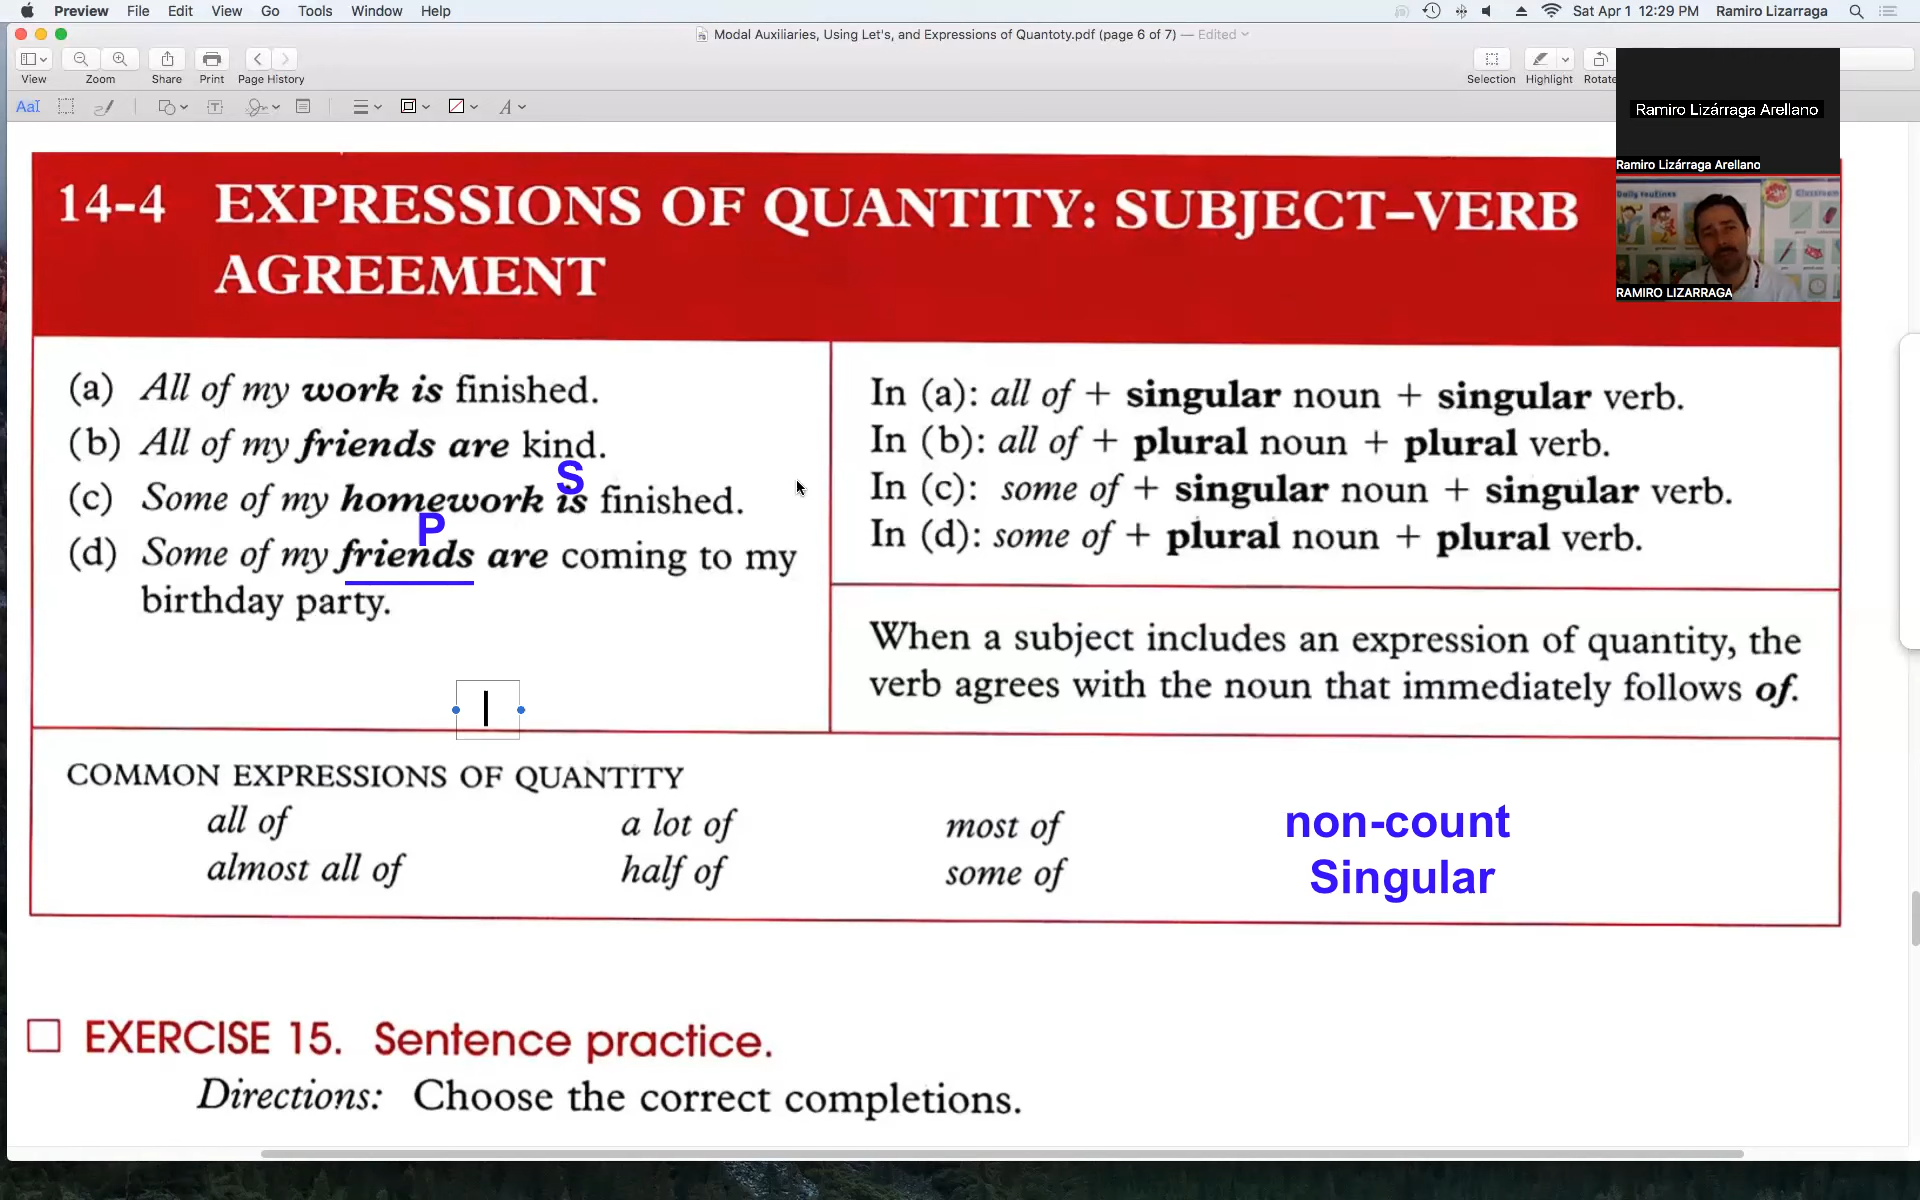 Preview File Edit View Go Tools Window Help Sat Apr 1 12:29 PM Ramiro Lizarraga
Modal Auxiliaries, Using Let's, and Expressions of Quantoty.pdf (page 6 of 7) — Edited
View Zoom Share Print Page History Selection Highlight Rotate
AaI
Ramiro Lizárraga Arellano
Ramiro Lizárraga Arellano
Daily routines
RAMIRO LIZARRAGA
14-4 EXPRESSIONS OF QUANTITY: SUBJECT–VERB
AGREEMENT
(a) All of my work is finished.
(b) All of my friends are kind.
S
(c) Some of my homework is finished.
P
(d) Some of my friends are coming to my
birthday party.
In (a): all of + singular noun + singular verb.
In (b): all of + plural noun + plural verb.
In (c): some of + singular noun + singular verb.
In (d): some of + plural noun + plural verb.
When a subject includes an expression of quantity, the
verb agrees with the noun that immediately follows of.
COMMON EXPRESSIONS OF QUANTITY
all of a lot of most of non-count
almost all of half of some of Singular
EXERCISE 15. Sentence practice.
Directions: Choose the correct completions.